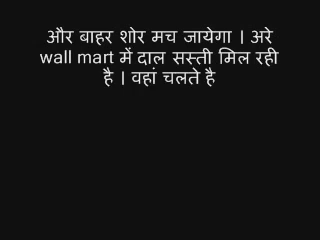 और बाहर शोर मच जायेगा । अरे
wall mart में दाल सस्ती मिल रही
है । वहां चलते है